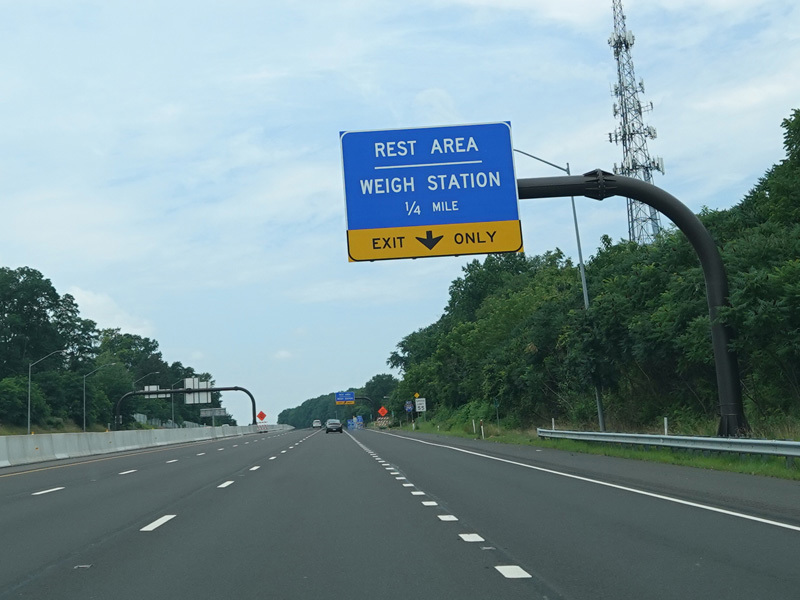 REST AREA
WEIGH STATION
1/4 MILE
EXIT ONLY